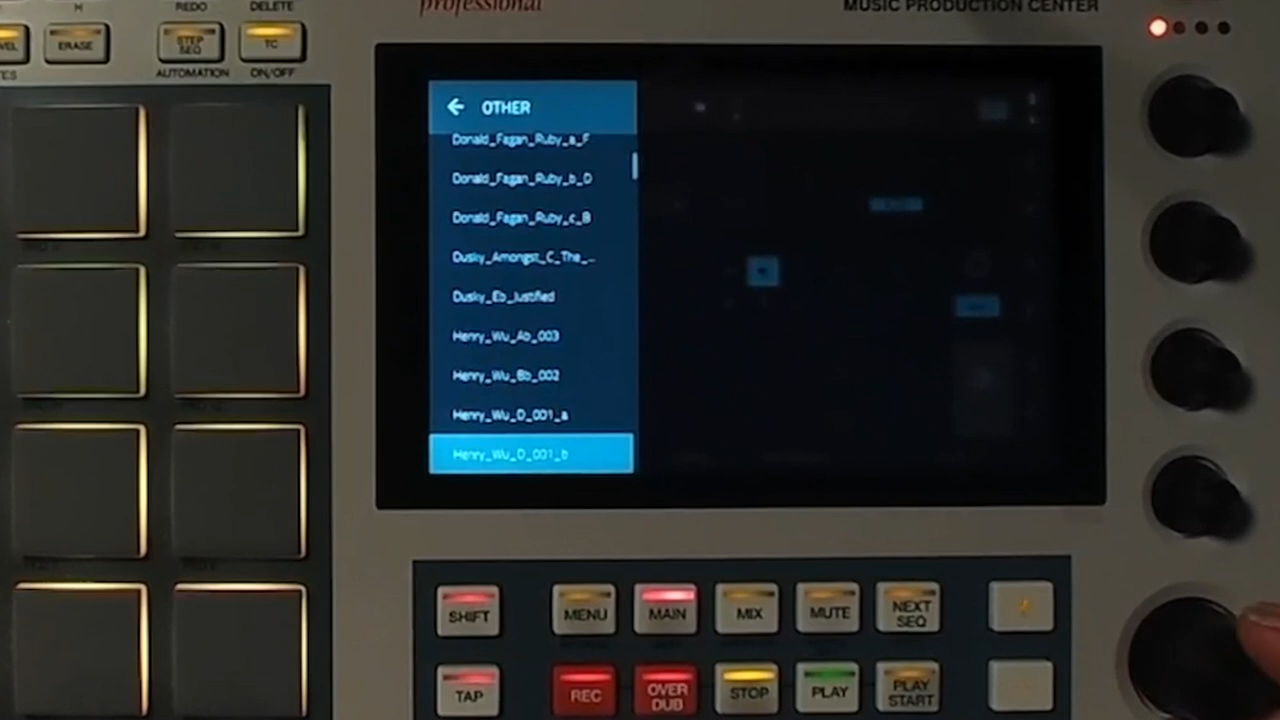 professional
MUSIC PRODUCTION CENTER
REDO
DELETE
ERASE
STEP SEQ
TC
AUTOMATION
ON/OFF
OTHER
Donald_Fagan_Ruby_a_F
Donald_Fagan_Ruby_b_D
Donald_Fagan_Ruby_c_B
Dusky_Amongst_C_The_...
Dusky_Eb_Justified
Henry_Wu_Ab_003
Henry_Wu_Bb_002
Henry_Wu_D_001_a
Henry_Wu_D_001_b
SHIFT
MENU
MAIN
MIX
MUTE
NEXT SEQ
TAP
REC
OVER DUB
STOP
PLAY
PLAY START